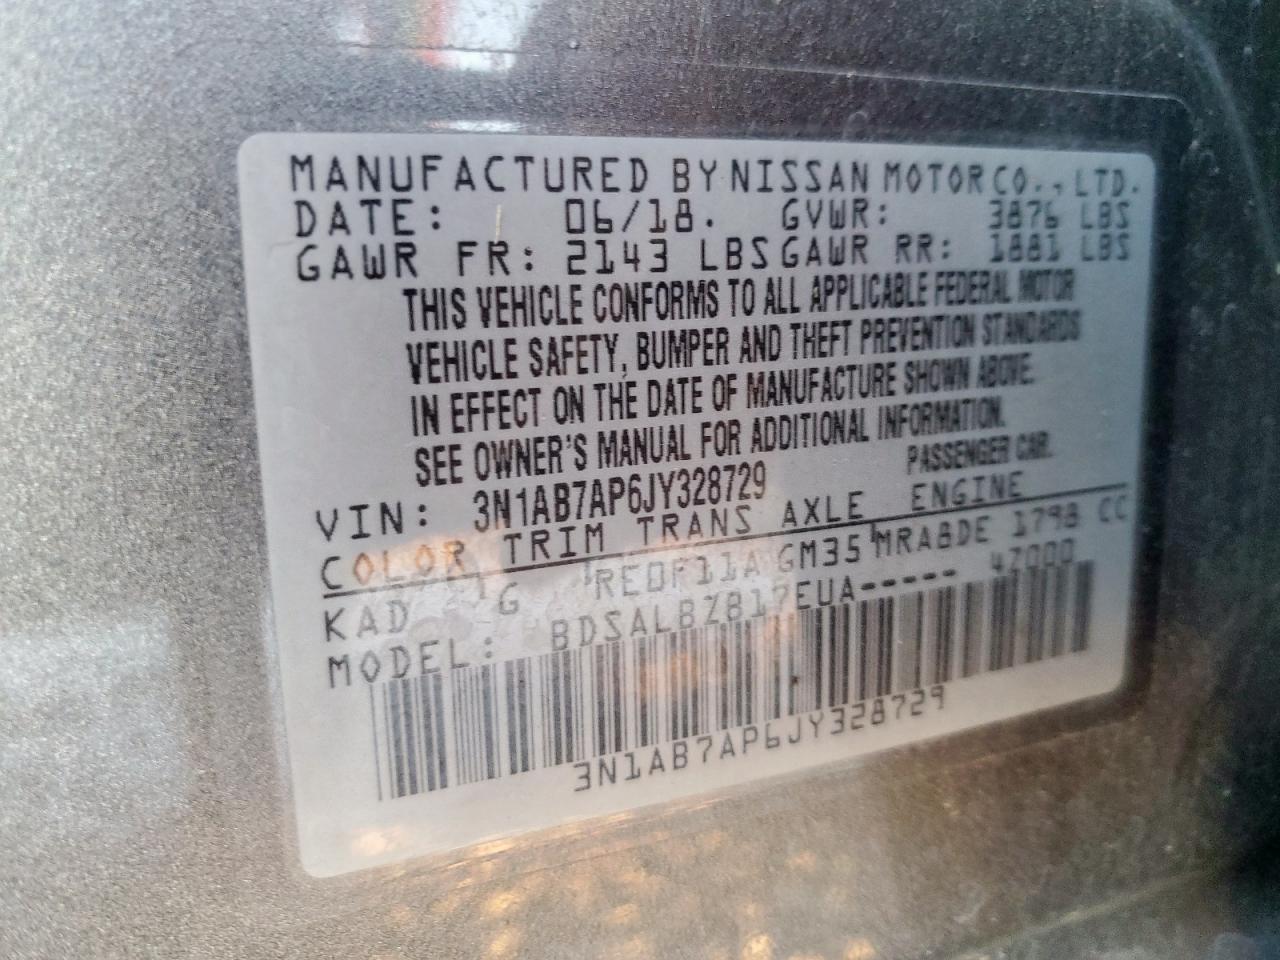 MANUFACTURED BY NISSAN MOTOR CO., LTD.
DATE: 06/18. GVWR: 3876 LBS
GAWR FR: 2143 LBS GAWR RR: 1881 LBS
THIS VEHICLE CONFORMS TO ALL APPLICABLE FEDERAL MOTOR
VEHICLE SAFETY, BUMPER AND THEFT PREVENTION STANDARDS
IN EFFECT ON THE DATE OF MANUFACTURE SHOWN ABOVE.
SEE OWNER'S MANUAL FOR ADDITIONAL INFORMATION.
VIN: 3N1AB7AP6JY328729 PASSENGER CAR.
COLOR TRIM TRANS AXLE ENGINE
KAD G RE0F11A GM35 MRA8DE 1798 CC
MODEL: BDSALBZB17EUA----- 4Z000
3N1AB7AP6JY328729